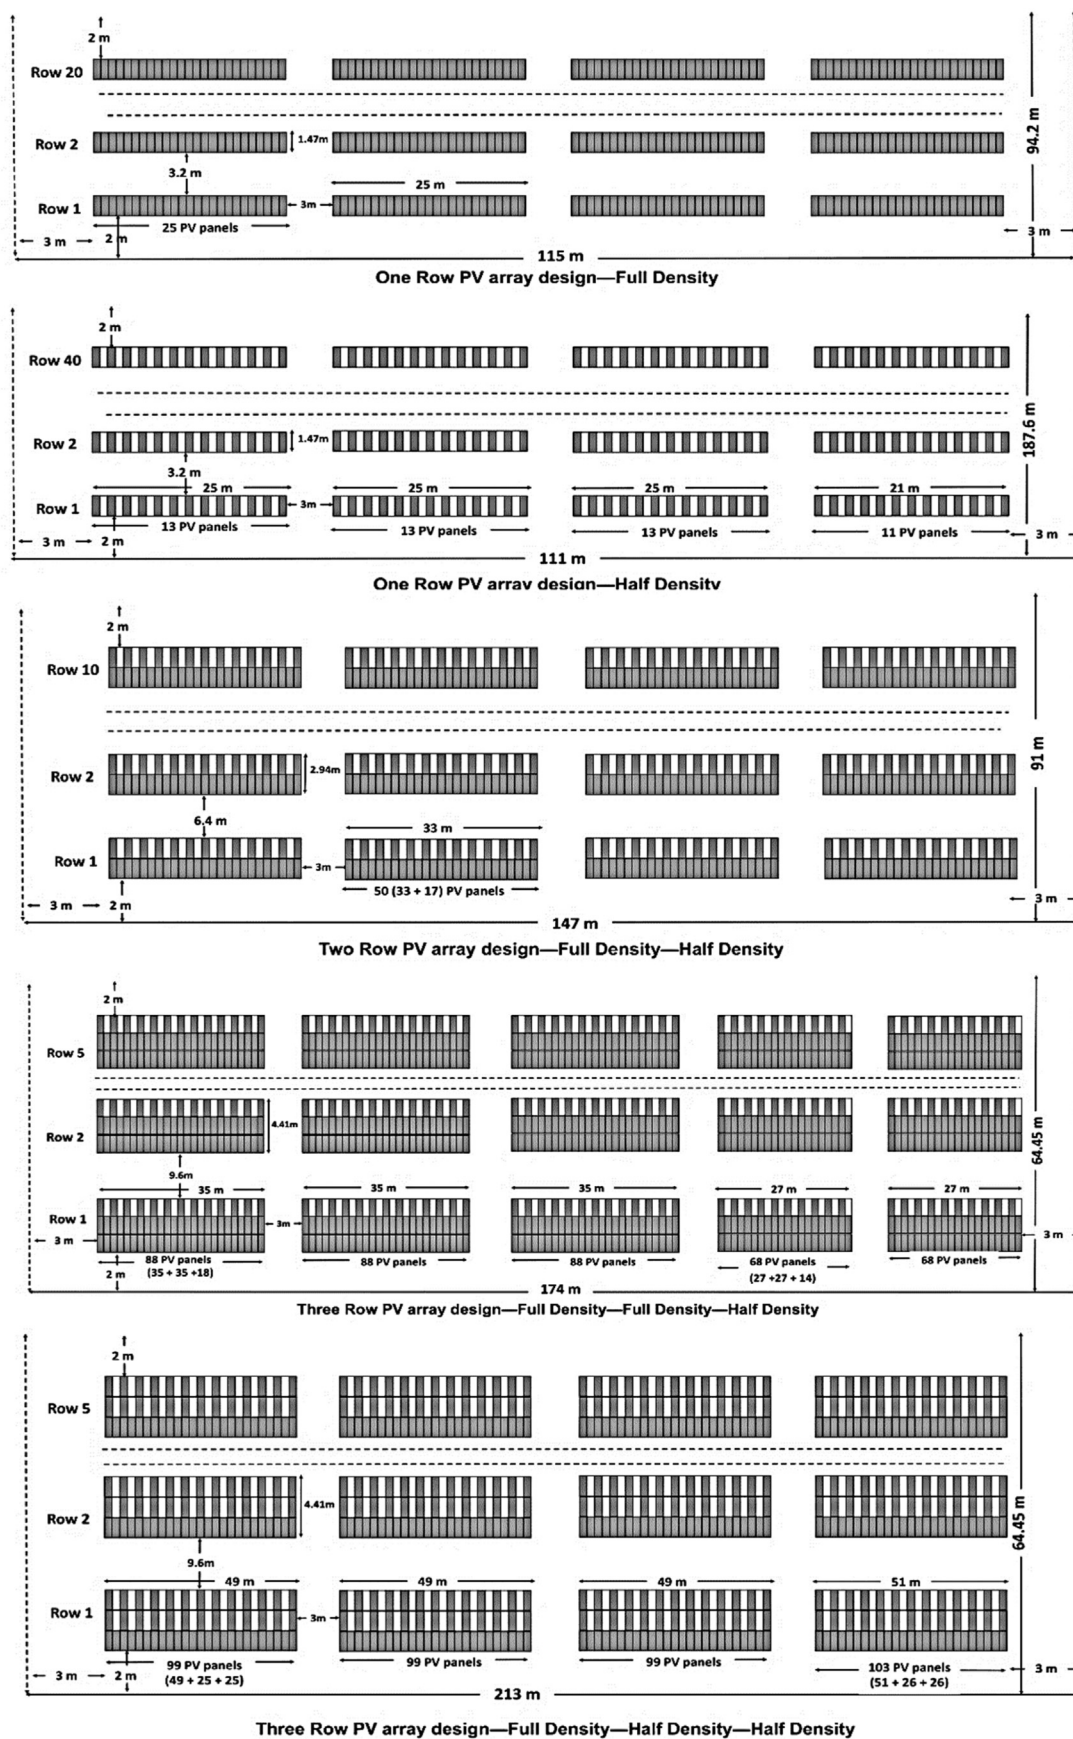 2 m
Row 20
Row 2
1.47m
94.2 m
3.2 m
25 m
Row 1
3m
25 PV panels
3 m
2 m
3 m
115 m
One Row PV array design—Full Density
2 m
Row 40
Row 2
1.47m
187.6 m
3.2 m
25 m
25 m
25 m
21 m
Row 1
3m
13 PV panels
13 PV panels
13 PV panels
11 PV panels
3 m
2 m
3 m
111 m
One Row PV array design—Half Density
2 m
Row 10
Row 2
2.94m
91 m
6.4 m
33 m
Row 1
3m
50 (33 + 17) PV panels
3 m
2 m
3 m
147 m
Two Row PV array design—Full Density—Half Density
2 m
Row 5
Row 2
4.41m
64.45 m
9.6m
35 m
35 m
35 m
27 m
27 m
Row 1
3m
3 m
3 m
88 PV panels
(35 + 35 +18)
88 PV panels
88 PV panels
68 PV panels
(27 +27 + 14)
68 PV panels
2 m
174 m
Three Row PV array design—Full Density—Full Density—Half Density
2 m
Row 5
Row 2
4.41m
64.45 m
9.6m
49 m
49 m
49 m
51 m
Row 1
3m
99 PV panels
(49 + 25 + 25)
99 PV panels
99 PV panels
103 PV panels
(51 + 26 + 26)
3 m
2 m
3 m
213 m
Three Row PV array design—Full Density—Half Density—Half Density